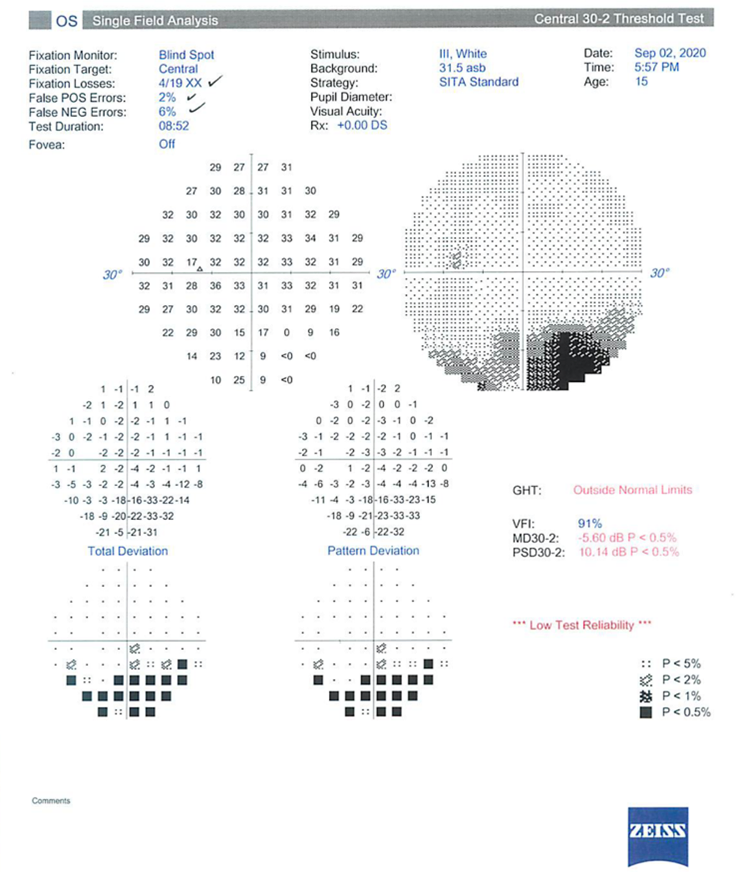 OS Single Field Analysis Central 30-2 Threshold Test
Fixation Monitor: Blind Spot Stimulus: III, White Date: Sep 02, 2020
Fixation Target: Central Background: 31.5 asb Time: 5:57 PM
Fixation Losses: 4/19 XX Strategy: SITA Standard Age: 15
False POS Errors: 2% Pupil Diameter:
False NEG Errors: 6% Visual Acuity:
Test Duration: 08:52 Rx: +0.00 DS
Fovea: Off
29 27 27 31
27 30 28 31 31 30
32 30 32 30 30 31 32 29
29 32 30 32 32 32 33 34 31 29
30 32 17 32 32 32 33 32 31 29
30° 30° 30°
32 31 28 36 33 31 33 32 31 31
29 27 30 32 32 30 31 29 19 22
22 29 30 15 17 0 9 16
14 23 12 9 <0 <0
10 25 9 <0
1 -1 -1 2 1 -1 -2 2
-2 1 -2 1 1 0 -3 0 -2 0 0 -1
1 -1 0 -2 -2 -1 1 -1 0 -2 0 -2 -3 -1 0 -2
-3 0 -2 -1 -2 -2 -1 1 -1 -1 -3 -1 -2 -2 -2 -2 -1 0 -1 -1
-2 0 -2 -2 -2 -2 -1 -1 -1 -2 -1 -2 -3 -3 -2 -1 -1 -1
1 -1 2 -2 -4 -2 -1 -1 1 0 -2 1 -2 -4 -2 -2 -2 0
-3 -5 -3 -2 -2 -4 -3 -4 -12 -8 -4 -6 -3 -2 -2 -4 -4 -4 -13 -8
-10 -3 -3 -18 -16 -33 -22 -14 -11 -4 -3 -18 -16 -33 -23 -15
-18 -9 -20 -22 -33 -32 -18 -9 -21 -23 -33 -33
-21 -5 -21 -31 -22 -6 -22 -32
Total Deviation Pattern Deviation
GHT: Outside Normal Limits
VFI: 91%
MD30-2: -5.60 dB P < 0.5%
PSD30-2: 10.14 dB P < 0.5%
*** Low Test Reliability ***
P < 5%
P < 2%
P < 1%
P < 0.5%
Comments
ZEISS